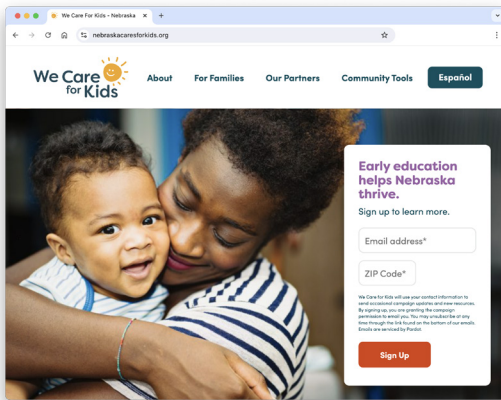 We Care For Kids - Nebraska
nebraskacaresforkids.org
We Care
for Kids
About
For Families
Our Partners
Community Tools
Español
Early education
helps Nebraska
thrive.
Sign up to learn more.
Email address*
ZIP Code*
We Care for Kids will use your contact information to
send occasional campaign updates and new resources.
By signing up, you are granting the campaign
permission to email you. You may unsubscribe at any
time through the link found on the bottom of our emails.
Emails are serviced by Pardot.
Sign Up